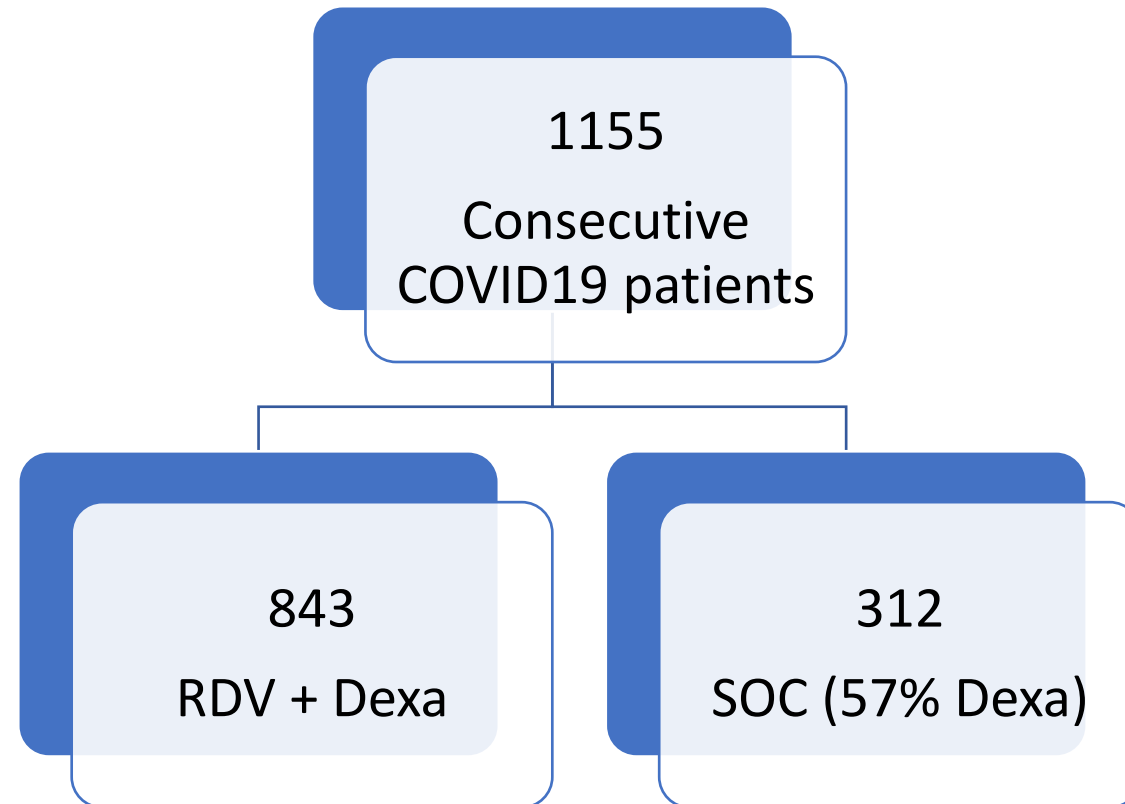 1155
Consecutive
COVID19 patients
843
RDV + Dexa
312
SOC (57% Dexa)